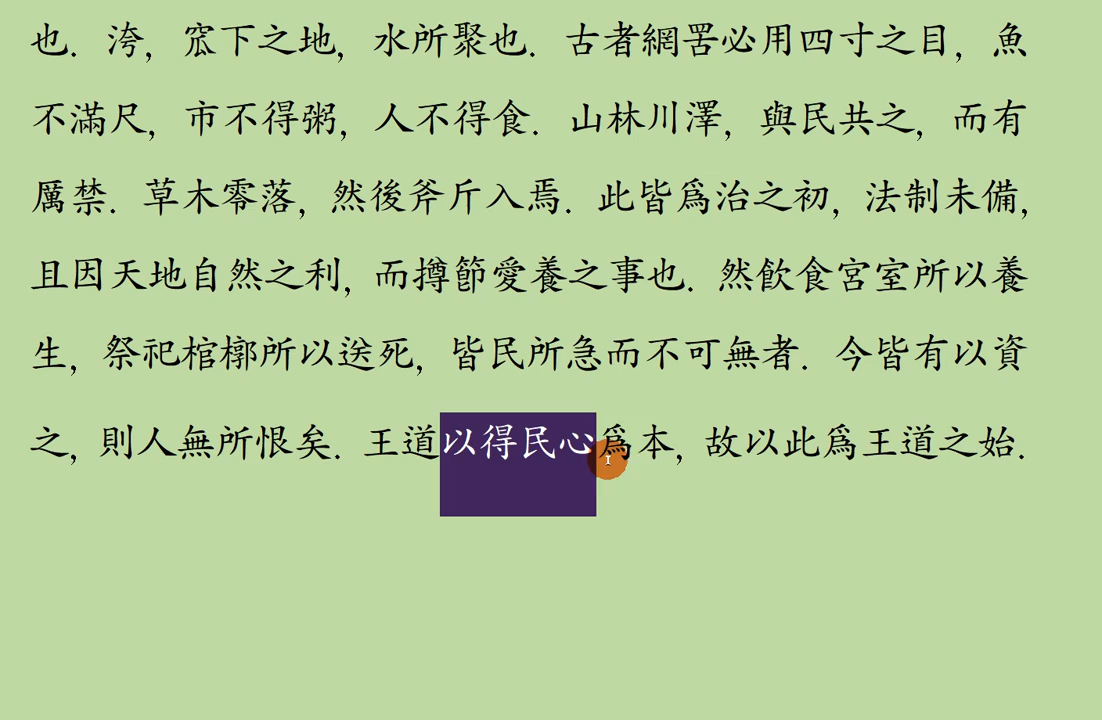 也. 洿, 窊下之地, 水所聚也. 古者網罟必用四寸之目, 魚
不滿尺, 市不得粥, 人不得食. 山林川澤, 與民共之, 而有
厲禁. 草木零落, 然後斧斤入焉. 此皆爲治之初, 法制未備,
且因天地自然之利, 而撙節愛養之事也. 然飮食宮室所以養
生, 祭祀棺槨所以送死, 皆民所急而不可無者. 今皆有以資
之, 則人無所恨矣. 王道以得民心爲本, 故以此爲王道之始.